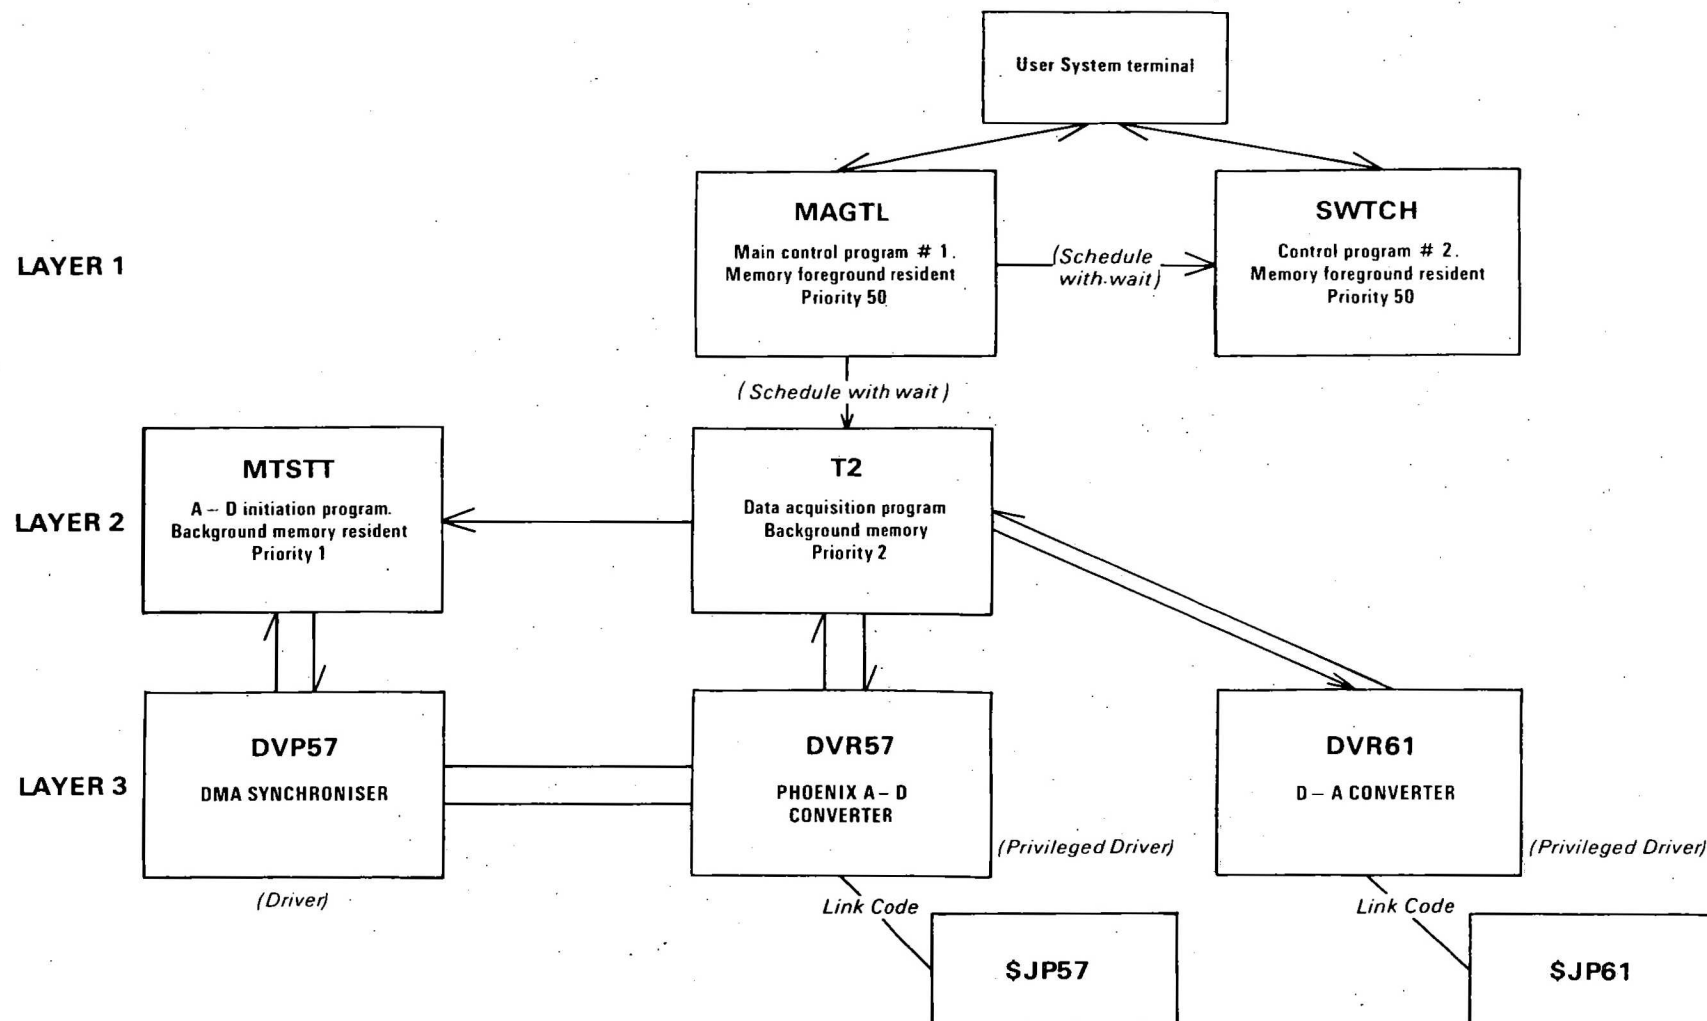 User System terminal
MAGTL
Main control program # 1.
Memory foreground resident
Priority 50
(Schedule
with-wait)
SWTCH
Control program # 2.
Memory foreground resident
Priority 50
LAYER 1
(Schedule with wait)
MTSTT
A – D initiation program.
Background memory resident
Priority 1
T2
Data acquisition program
Background memory
Priority 2
LAYER 2
DVP57
DMA SYNCHRONISER
(Driver)
DVR57
PHOENIX A – D
CONVERTER
(Privileged Driver)
DVR61
D – A CONVERTER
(Privileged Driver)
LAYER 3
Link Code
$JP57
Link Code
$JP61